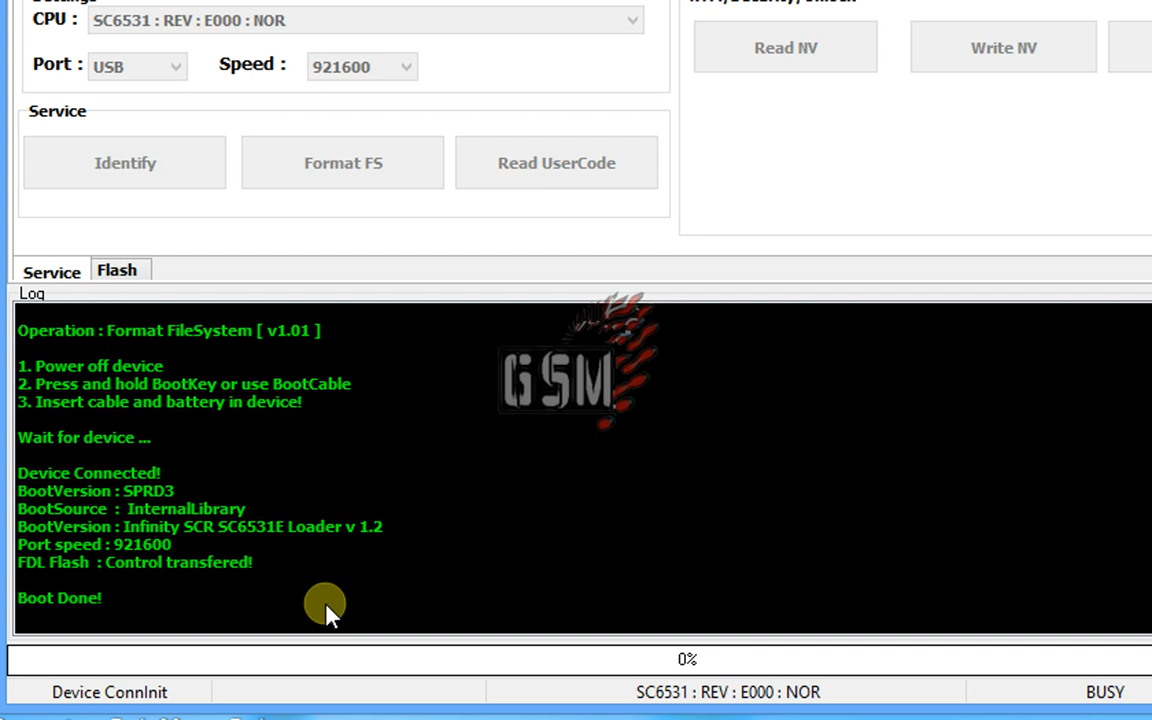 CPU :
SC6531 : REV : E000 : NOR
Read NV
Write NV
Port :
USB
Speed :
921600
Service
Identify
Format FS
Read UserCode
Service
Flash
Log
Operation : Format FileSystem [ v1.01 ]
1. Power off device
2. Press and hold BootKey or use BootCable
3. Insert cable and battery in device!
GSM
Wait for device ...
Device Connected!
BootVersion : SPRD3
BootSource : InternalLibrary
BootVersion : Infinity SCR SC6531E Loader v 1.2
Port speed : 921600
FDL Flash : Control transfered!
Boot Done!
0%
Device ConnInit
SC6531 : REV : E000 : NOR
BUSY